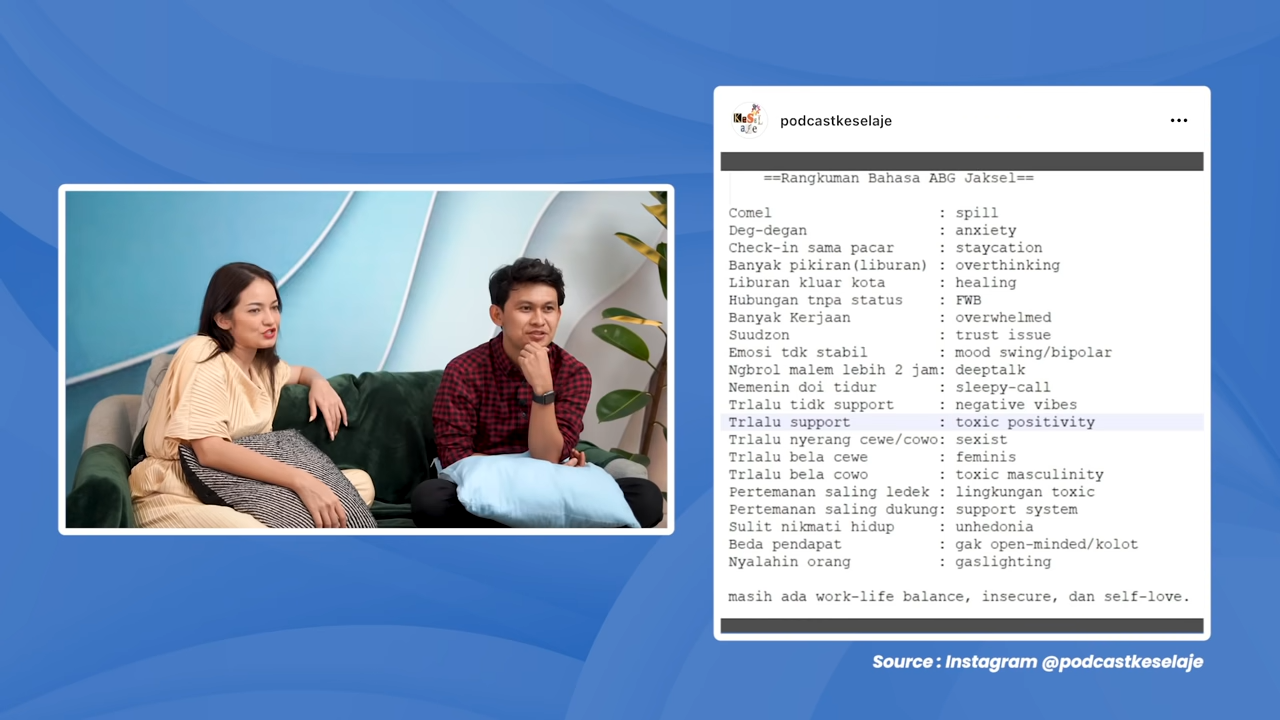 KeSeL
aje
podcastkeselaje
==Rangkuman Bahasa ABG Jaksel==
Comel : spill
Deg-degan : anxiety
Check-in sama pacar : staycation
Banyak pikiran(liburan) : overthinking
Liburan kluar kota : healing
Hubungan tnpa status : FWB
Banyak Kerjaan : overwhelmed
Suudzon : trust issue
Emosi tdk stabil : mood swing/bipolar
Ngbrol malem lebih 2 jam: deeptalk
Nemenin doi tidur : sleepy-call
Trlalu tidk support : negative vibes
Trlalu support : toxic positivity
Trlalu nyerang cewe/cowo: sexist
Trlalu bela cewe : feminis
Trlalu bela cowo : toxic masculinity
Pertemanan saling ledek : lingkungan toxic
Pertemanan saling dukung: support system
Sulit nikmati hidup : unhedonia
Beda pendapat : gak open-minded/kolot
Nyalahin orang : gaslighting
masih ada work-life balance, insecure, dan self-love.
Source : Instagram @podcastkeselaje